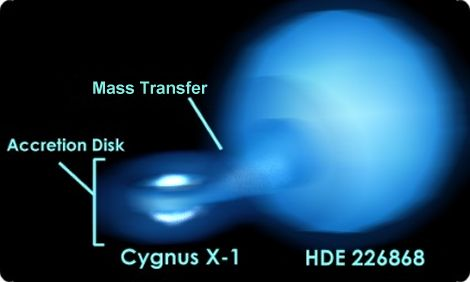 Mass Transfer
Accretion Disk
Cygnus X-1
HDE 226868